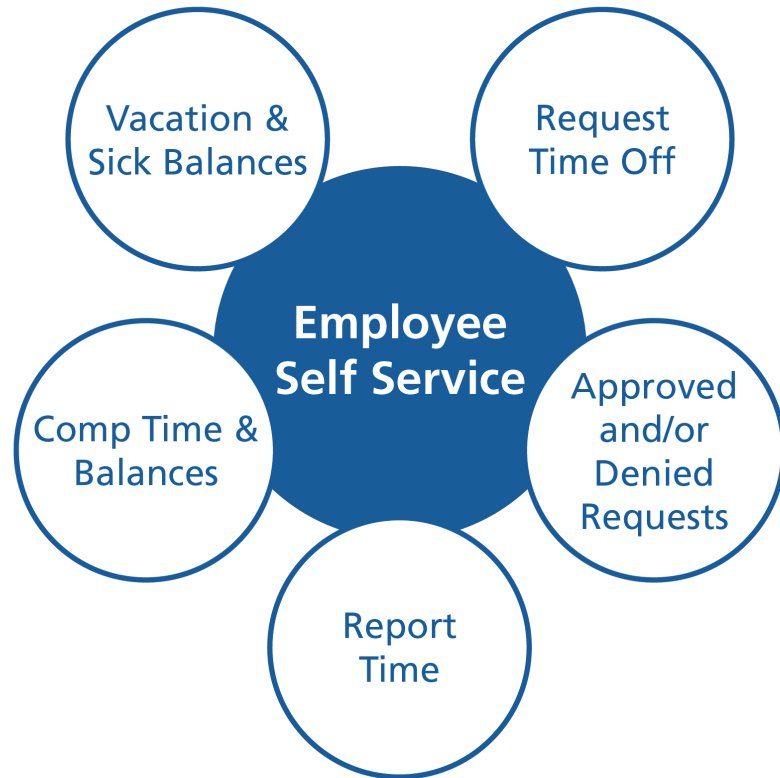 Vacation &
Sick Balances
Request
Time Off
Employee
Self Service
Comp Time &
Balances
Approved
and/or
Denied
Requests
Report
Time